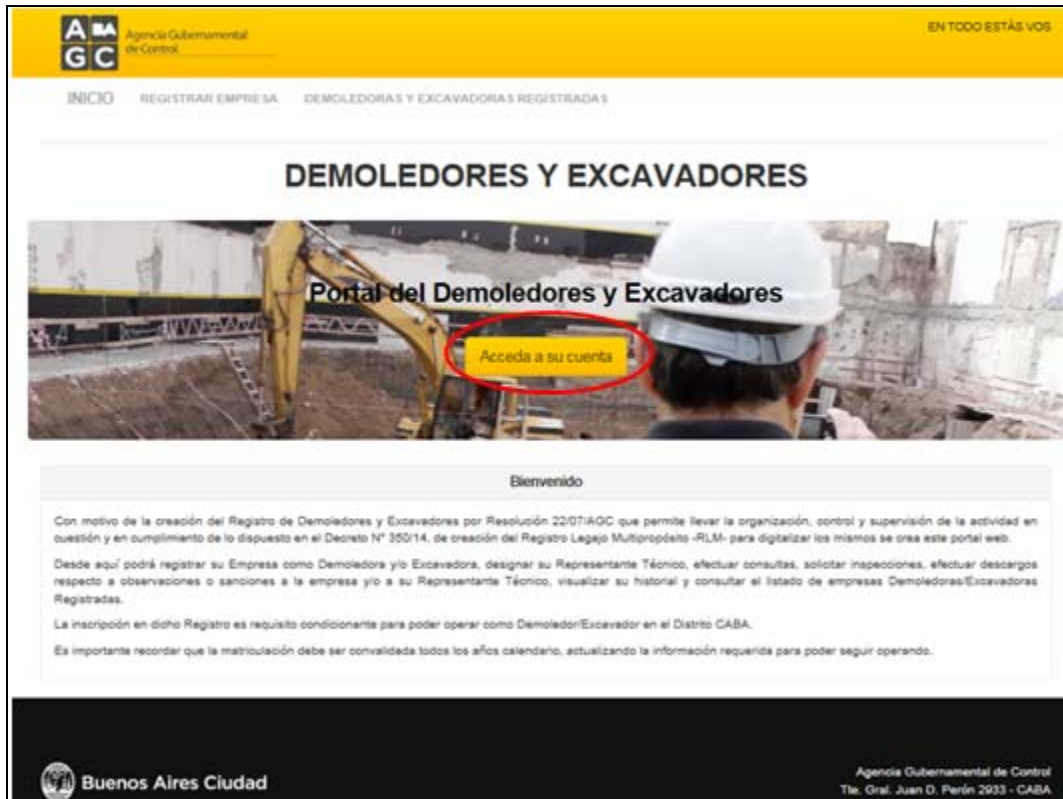 A BA
G C
Agencia Gubernamental
de Control
EN TODO ESTÁS VOS
INICIO REGISTRAR EMPRESA DEMOLEDORAS Y EXCAVADORAS REGISTRADAS
DEMOLEDORES Y EXCAVADORES
Portal del Demoledores y Excavadores
Acceda a su cuenta
Bienvenido
Con motivo de la creación del Registro de Demoledores y Excavadores por Resolución 22/07/AGC que permite llevar la organización, control y supervisión de la actividad en
cuestión y en cumplimiento de lo dispuesto en el Decreto N° 350/14, de creación del Registro Legajo Multipropósito -RLM- para digitalizar los mismos se crea este portal web.
Desde aquí podrá registrar su Empresa como Demoledora y/o Excavadora, designar su Representante Técnico, efectuar consultas, solicitar inspecciones, efectuar descargos
respecto a observaciones o sanciones a la empresa y/o a su Representante Técnico, visualizar su historial y consultar el listado de empresas Demoledoras/Excavadoras
Registradas.
La inscripción en dicho Registro es requisito condicionante para poder operar como Demoledor/Excavador en el Distrito CABA.
Es importante recordar que la matriculación debe ser convalidada todos los años calendario, actualizando la información requerida para poder seguir operando.
Buenos Aires Ciudad
Agencia Gubernamental de Control
Tte. Gral. Juan D. Perón 2933 - CABA